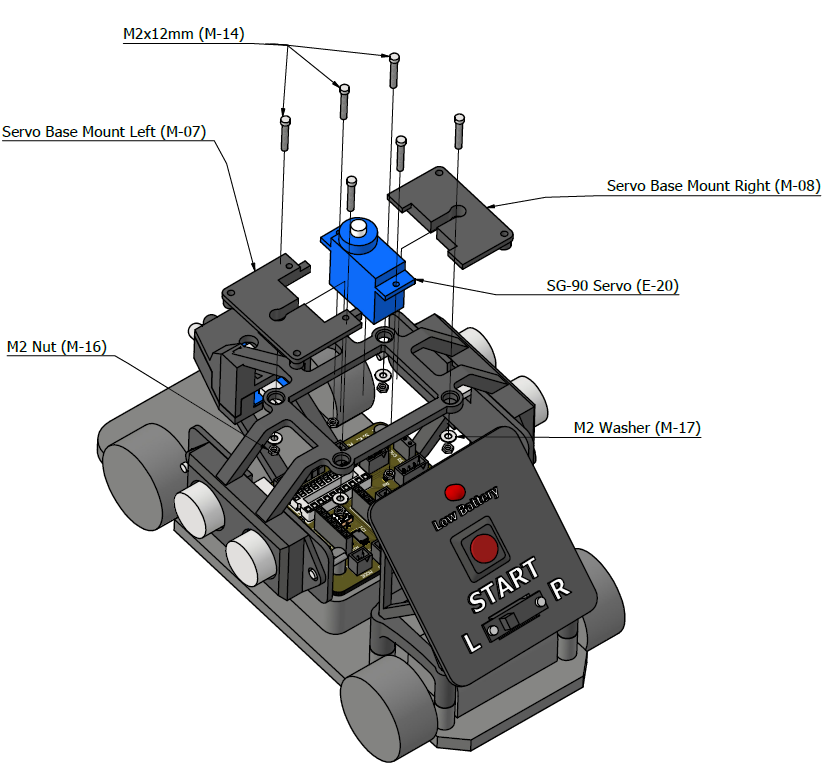 M2x12mm (M-14)
Servo Base Mount Left (M-07)
Servo Base Mount Right (M-08)
SG-90 Servo (E-20)
M2 Nut (M-16)
M2 Washer (M-17)
Low Battery
START
L R